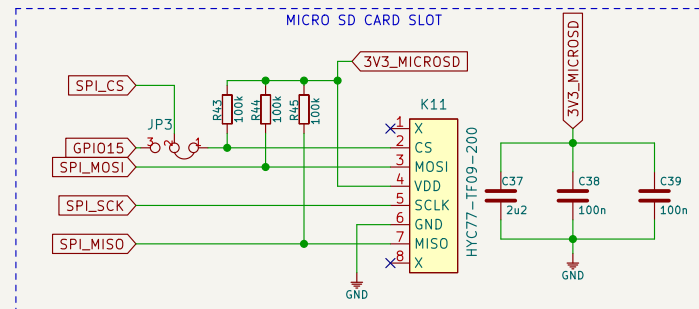 MICRO SD CARD SLOT
3V3_MICROSD
3V3_MICROSD
SPI_CS
R43
100k
R44
100k
R45
100k
K11
JP3
3
2
1
GPIO15
SPI_MOSI
SPI_SCK
SPI_MISO
1 X
2 CS
3 MOSI
4 VDD
5 SCLK
6 GND
7 MISO
8 X
HYC77-TF09-200
C37
2u2
C38
100n
C39
100n
GND
GND